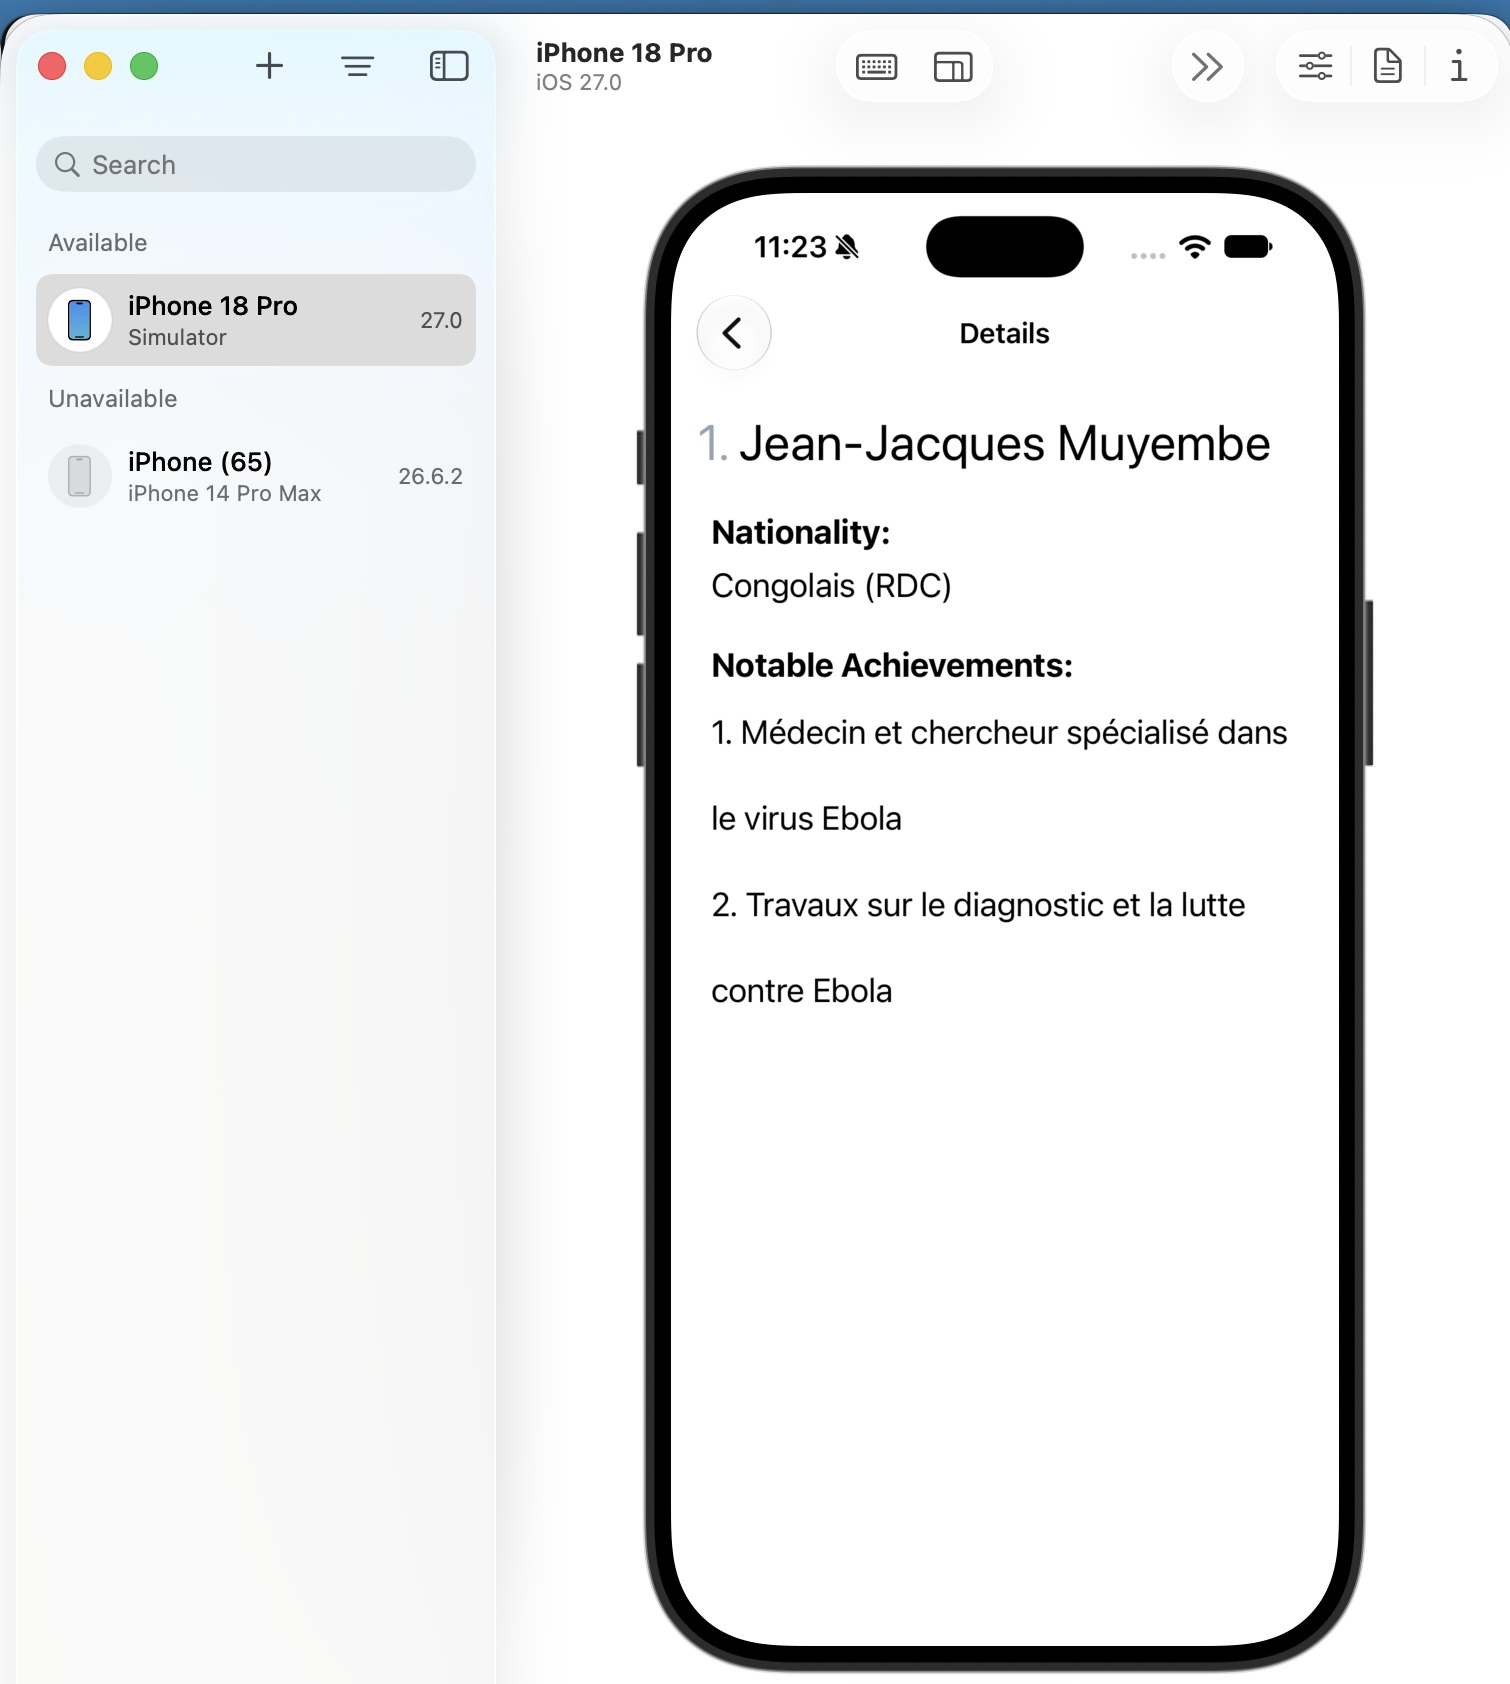 iPhone 18 Pro
iOS 27.0
Search
Available
iPhone 18 Pro
Simulator
27.0
Unavailable
iPhone (65)
iPhone 14 Pro Max
26.6.2
11:23
Details
1. Jean-Jacques Muyembe
Nationality:
Congolais (RDC)
Notable Achievements:
1. Médecin et chercheur spécialisé dans
le virus Ebola
2. Travaux sur le diagnostic et la lutte
contre Ebola